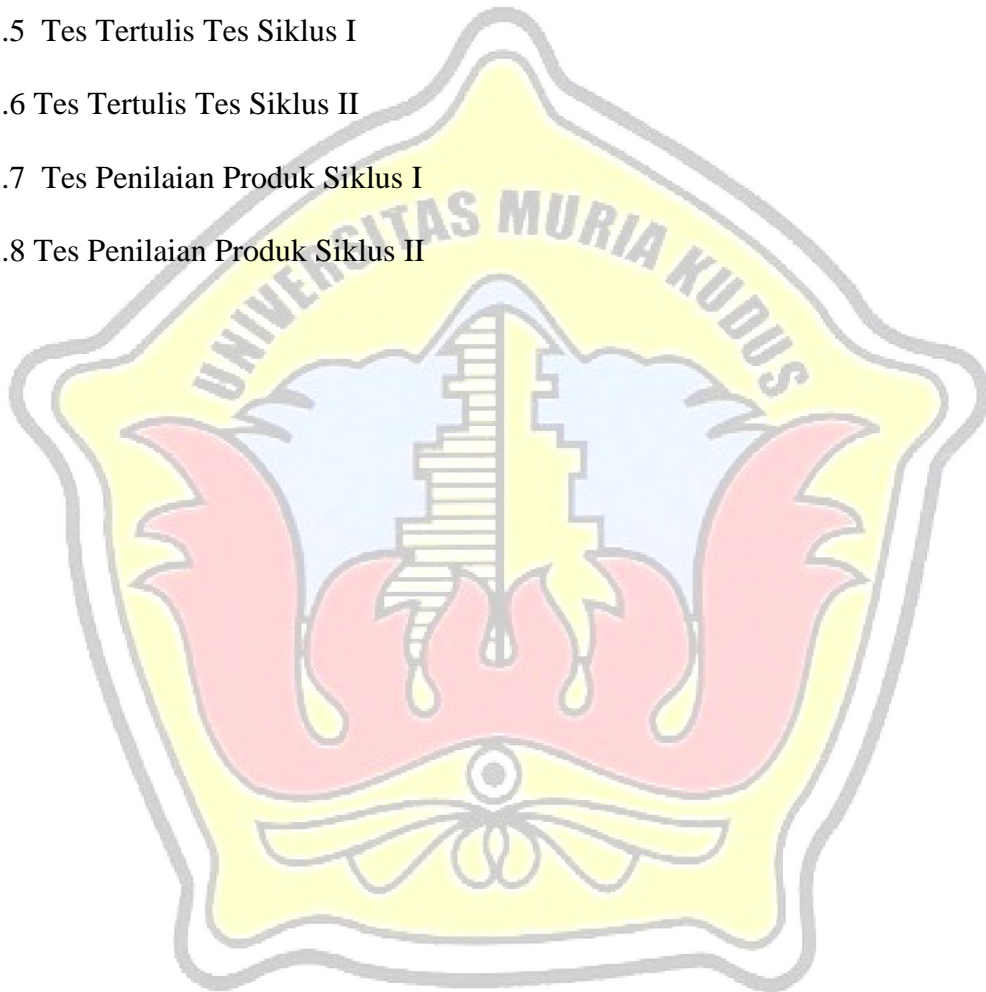 .5 Tes Tertulis Tes Siklus I
.6 Tes Tertulis Tes Siklus II
.7 Tes Penilaian Produk Siklus I
.8 Tes Penilaian Produk Siklus II
UNIVERSITAS MURIA KUDUS